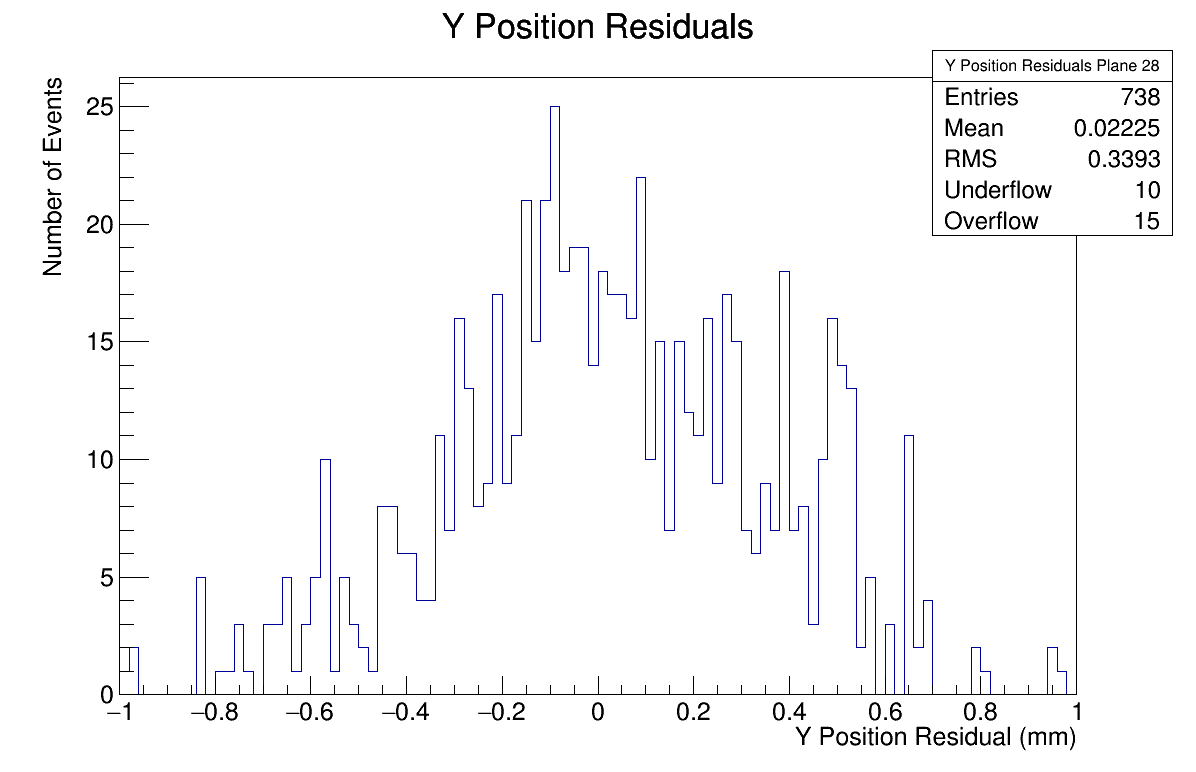 Y Position Residuals
Y Position Residuals Plane 28
Entries 738
Mean 0.02225
RMS 0.3393
Underflow 10
Overflow 15
Number of Events
25
20
15
10
5
0
−1 −0.8 −0.6 −0.4 −0.2 0 0.2 0.4 0.6 0.8 1
Y Position Residual (mm)